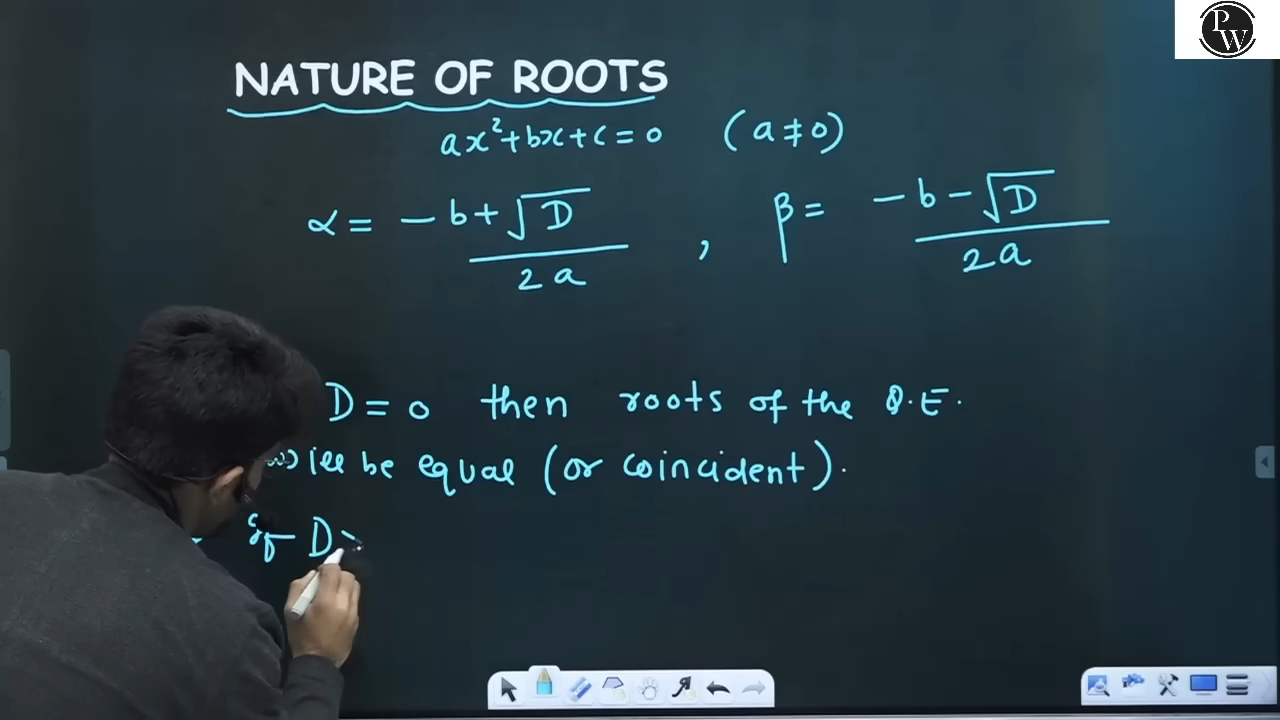 PW
NATURE OF ROOTS
ax²+bx+c=0 (a≠0)
α = -b+√D / 2a , β = -b-√D / 2a
D=0 then roots of the Q.E.
will be equal (or coincident).
If D>